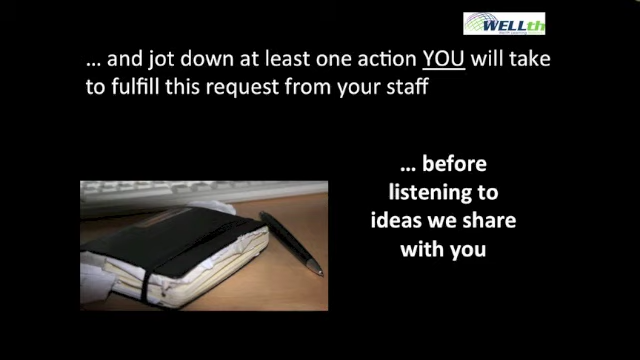 WELLth
… and jot down at least one action YOU will take
to fulfill this request from your staff
… before
listening to
ideas we share
with you